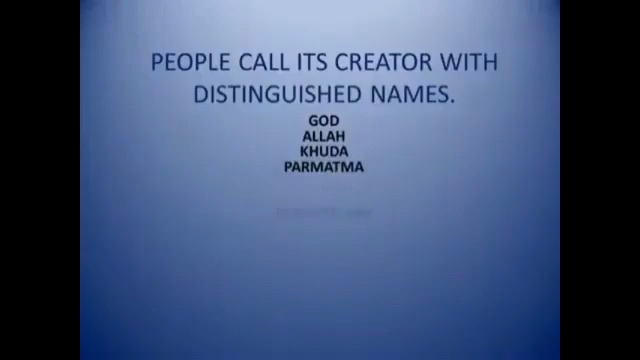 PEOPLE CALL ITS CREATOR WITH
DISTINGUISHED NAMES.
GOD
ALLAH
KHUDA
PARMATMA